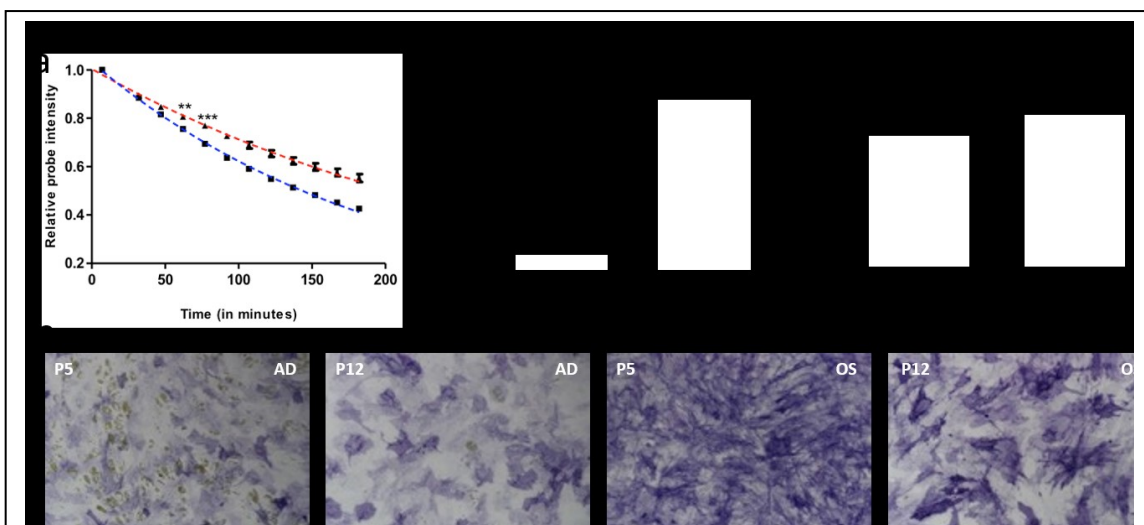 a
1.0
0.8
0.6
0.4
0.2
Relative probe intensity
**
***
0 50 100 150 200
Time (in minutes)
P5 AD
P12 AD
P5 OS
P12